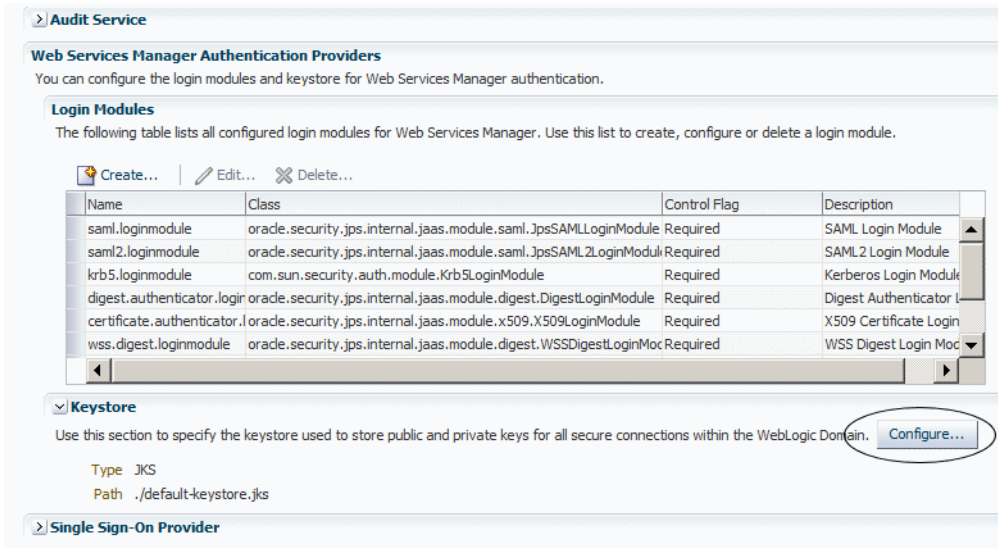 Audit Service
Web Services Manager Authentication Providers
You can configure the login modules and keystore for Web Services Manager authentication.
Login Modules
The following table lists all configured login modules for Web Services Manager. Use this list to create, configure or delete a login module.
Create... Edit... Delete...
Name Class Control Flag Description
saml.loginmodule oracle.security.jps.internal.jaas.module.saml.JpsSAMLLoginModule Required SAML Login Module
saml2.loginmodule oracle.security.jps.internal.jaas.module.saml.JpsSAML2LoginModul Required SAML2 Login Module
krb5.loginmodule com.sun.security.auth.module.Krb5LoginModule Required Kerberos Login Module
digest.authenticator.login oracle.security.jps.internal.jaas.module.digest.DigestLoginModule Required Digest Authenticator L
certificate.authenticator.l oracle.security.jps.internal.jaas.module.x509.X509LoginModule Required X509 Certificate Login
wss.digest.loginmodule oracle.security.jps.internal.jaas.module.digest.WSSDigestLoginMoc Required WSS Digest Login Mod
Keystore
Use this section to specify the keystore used to store public and private keys for all secure connections within the WebLogic Domain. Configure...
Type JKS
Path ./default-keystore.jks
Single Sign-On Provider